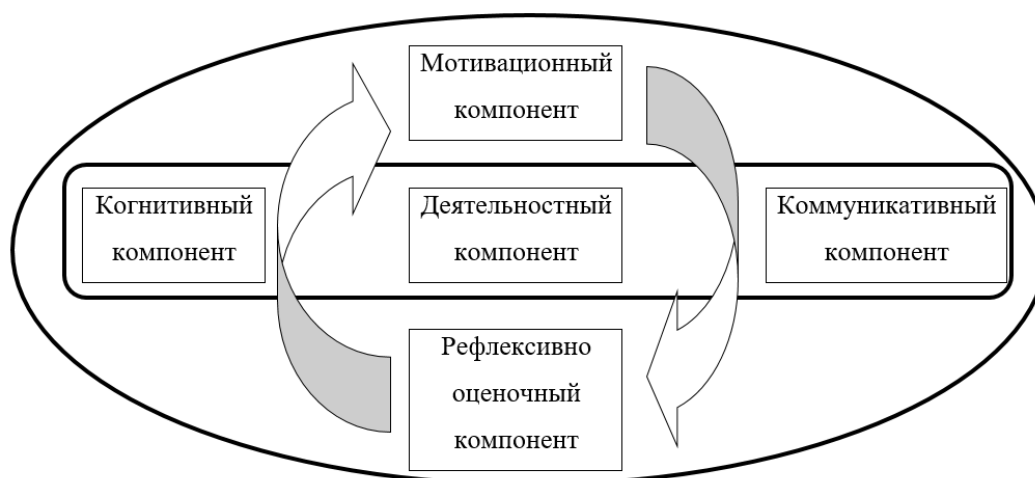 Мотивационный
компонент
Когнитивный
компонент
Деятельностный
компонент
Коммуникативный
компонент
Рефлексивно
оценочный
компонент